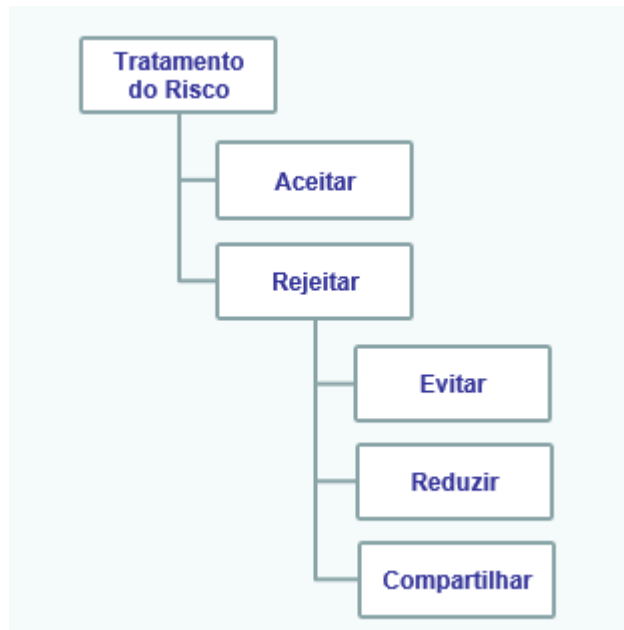 Tratamento
do Risco
Aceitar
Rejeitar
Evitar
Reduzir
Compartilhar